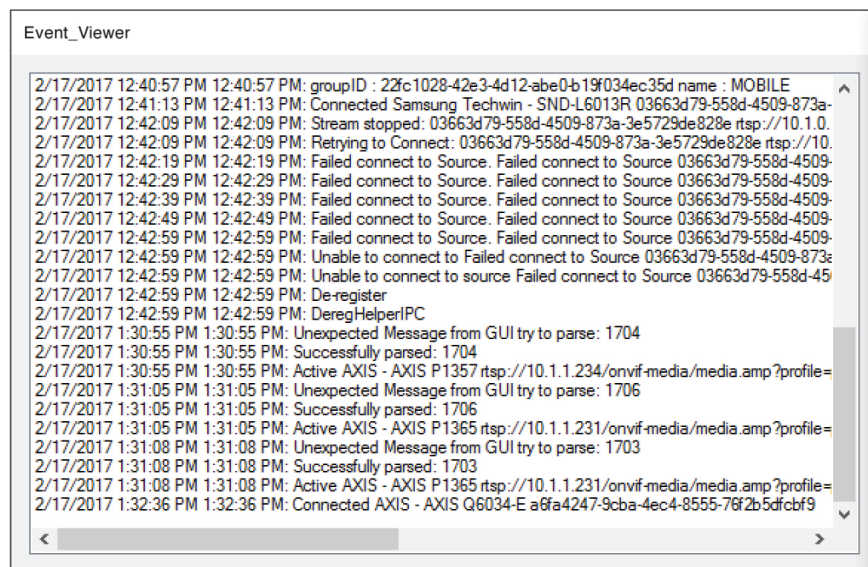 Event_Viewer
2/17/2017 12:40:57 PM 12:40:57 PM: groupID : 22fc1028-42e3-4d12-abe0-b19f034ec35d name : MOBILE
2/17/2017 12:41:13 PM 12:41:13 PM: Connected Samsung Techwin - SND-L6013R 03663d79-558d-4509-873a-
2/17/2017 12:42:09 PM 12:42:09 PM: Stream stopped: 03663d79-558d-4509-873a-3e5729de828e rtsp://10.1.0.
2/17/2017 12:42:09 PM 12:42:09 PM: Retrying to Connect: 03663d79-558d-4509-873a-3e5729de828e rtsp://10.
2/17/2017 12:42:19 PM 12:42:19 PM: Failed connect to Source. Failed connect to Source 03663d79-558d-4509-
2/17/2017 12:42:29 PM 12:42:29 PM: Failed connect to Source. Failed connect to Source 03663d79-558d-4509-
2/17/2017 12:42:39 PM 12:42:39 PM: Failed connect to Source. Failed connect to Source 03663d79-558d-4509-
2/17/2017 12:42:49 PM 12:42:49 PM: Failed connect to Source. Failed connect to Source 03663d79-558d-4509-
2/17/2017 12:42:59 PM 12:42:59 PM: Failed connect to Source. Failed connect to Source 03663d79-558d-4509-
2/17/2017 12:42:59 PM 12:42:59 PM: Unable to connect to Failed connect to Source 03663d79-558d-4509-873a
2/17/2017 12:42:59 PM 12:42:59 PM: Unable to connect to source Failed connect to Source 03663d79-558d-45
2/17/2017 12:42:59 PM 12:42:59 PM: De-register
2/17/2017 12:42:59 PM 12:42:59 PM: DeregHelperIPC
2/17/2017 1:30:55 PM 1:30:55 PM: Unexpected Message from GUI try to parse: 1704
2/17/2017 1:30:55 PM 1:30:55 PM: Successfully parsed: 1704
2/17/2017 1:30:55 PM 1:30:55 PM: Active AXIS - AXIS P1357 rtsp://10.1.1.234/onvif-media/media.amp?profile=
2/17/2017 1:31:05 PM 1:31:05 PM: Unexpected Message from GUI try to parse: 1706
2/17/2017 1:31:05 PM 1:31:05 PM: Successfully parsed: 1706
2/17/2017 1:31:05 PM 1:31:05 PM: Active AXIS - AXIS P1365 rtsp://10.1.1.231/onvif-media/media.amp?profile=
2/17/2017 1:31:08 PM 1:31:08 PM: Unexpected Message from GUI try to parse: 1703
2/17/2017 1:31:08 PM 1:31:08 PM: Successfully parsed: 1703
2/17/2017 1:31:08 PM 1:31:08 PM: Active AXIS - AXIS P1365 rtsp://10.1.1.231/onvif-media/media.amp?profile=
2/17/2017 1:32:36 PM 1:32:36 PM: Connected AXIS - AXIS Q6034-E a6fa4247-9cba-4ec4-8555-76f2b5dfcbf9